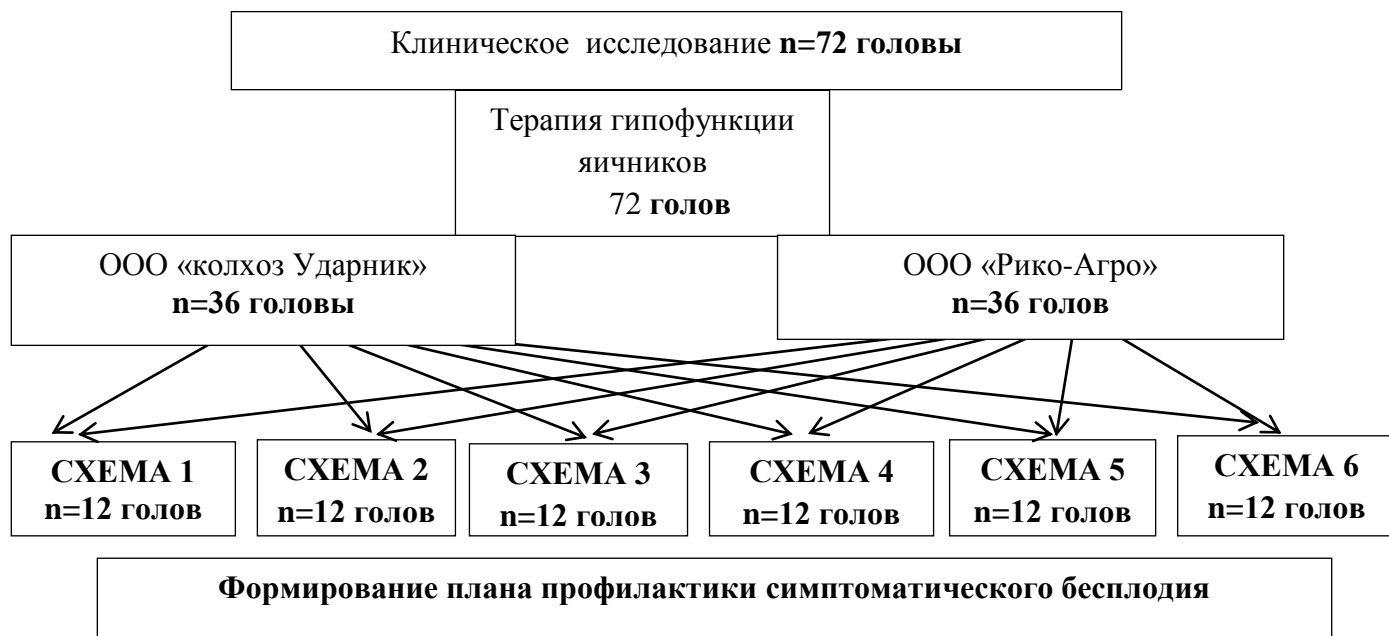 Клиническое исследование n=72 головы
Терапия гипофункции
яичников
72 голов
ООО «колхоз Ударник»
n=36 головы
ООО «Рико-Агро»
n=36 голов
СХЕМА 1
n=12 голов
СХЕМА 2
n=12 голов
СХЕМА 3
n=12 голов
СХЕМА 4
n=12 голов
СХЕМА 5
n=12 голов
СХЕМА 6
n=12 голов
Формирование плана профилактики симптоматического бесплодия